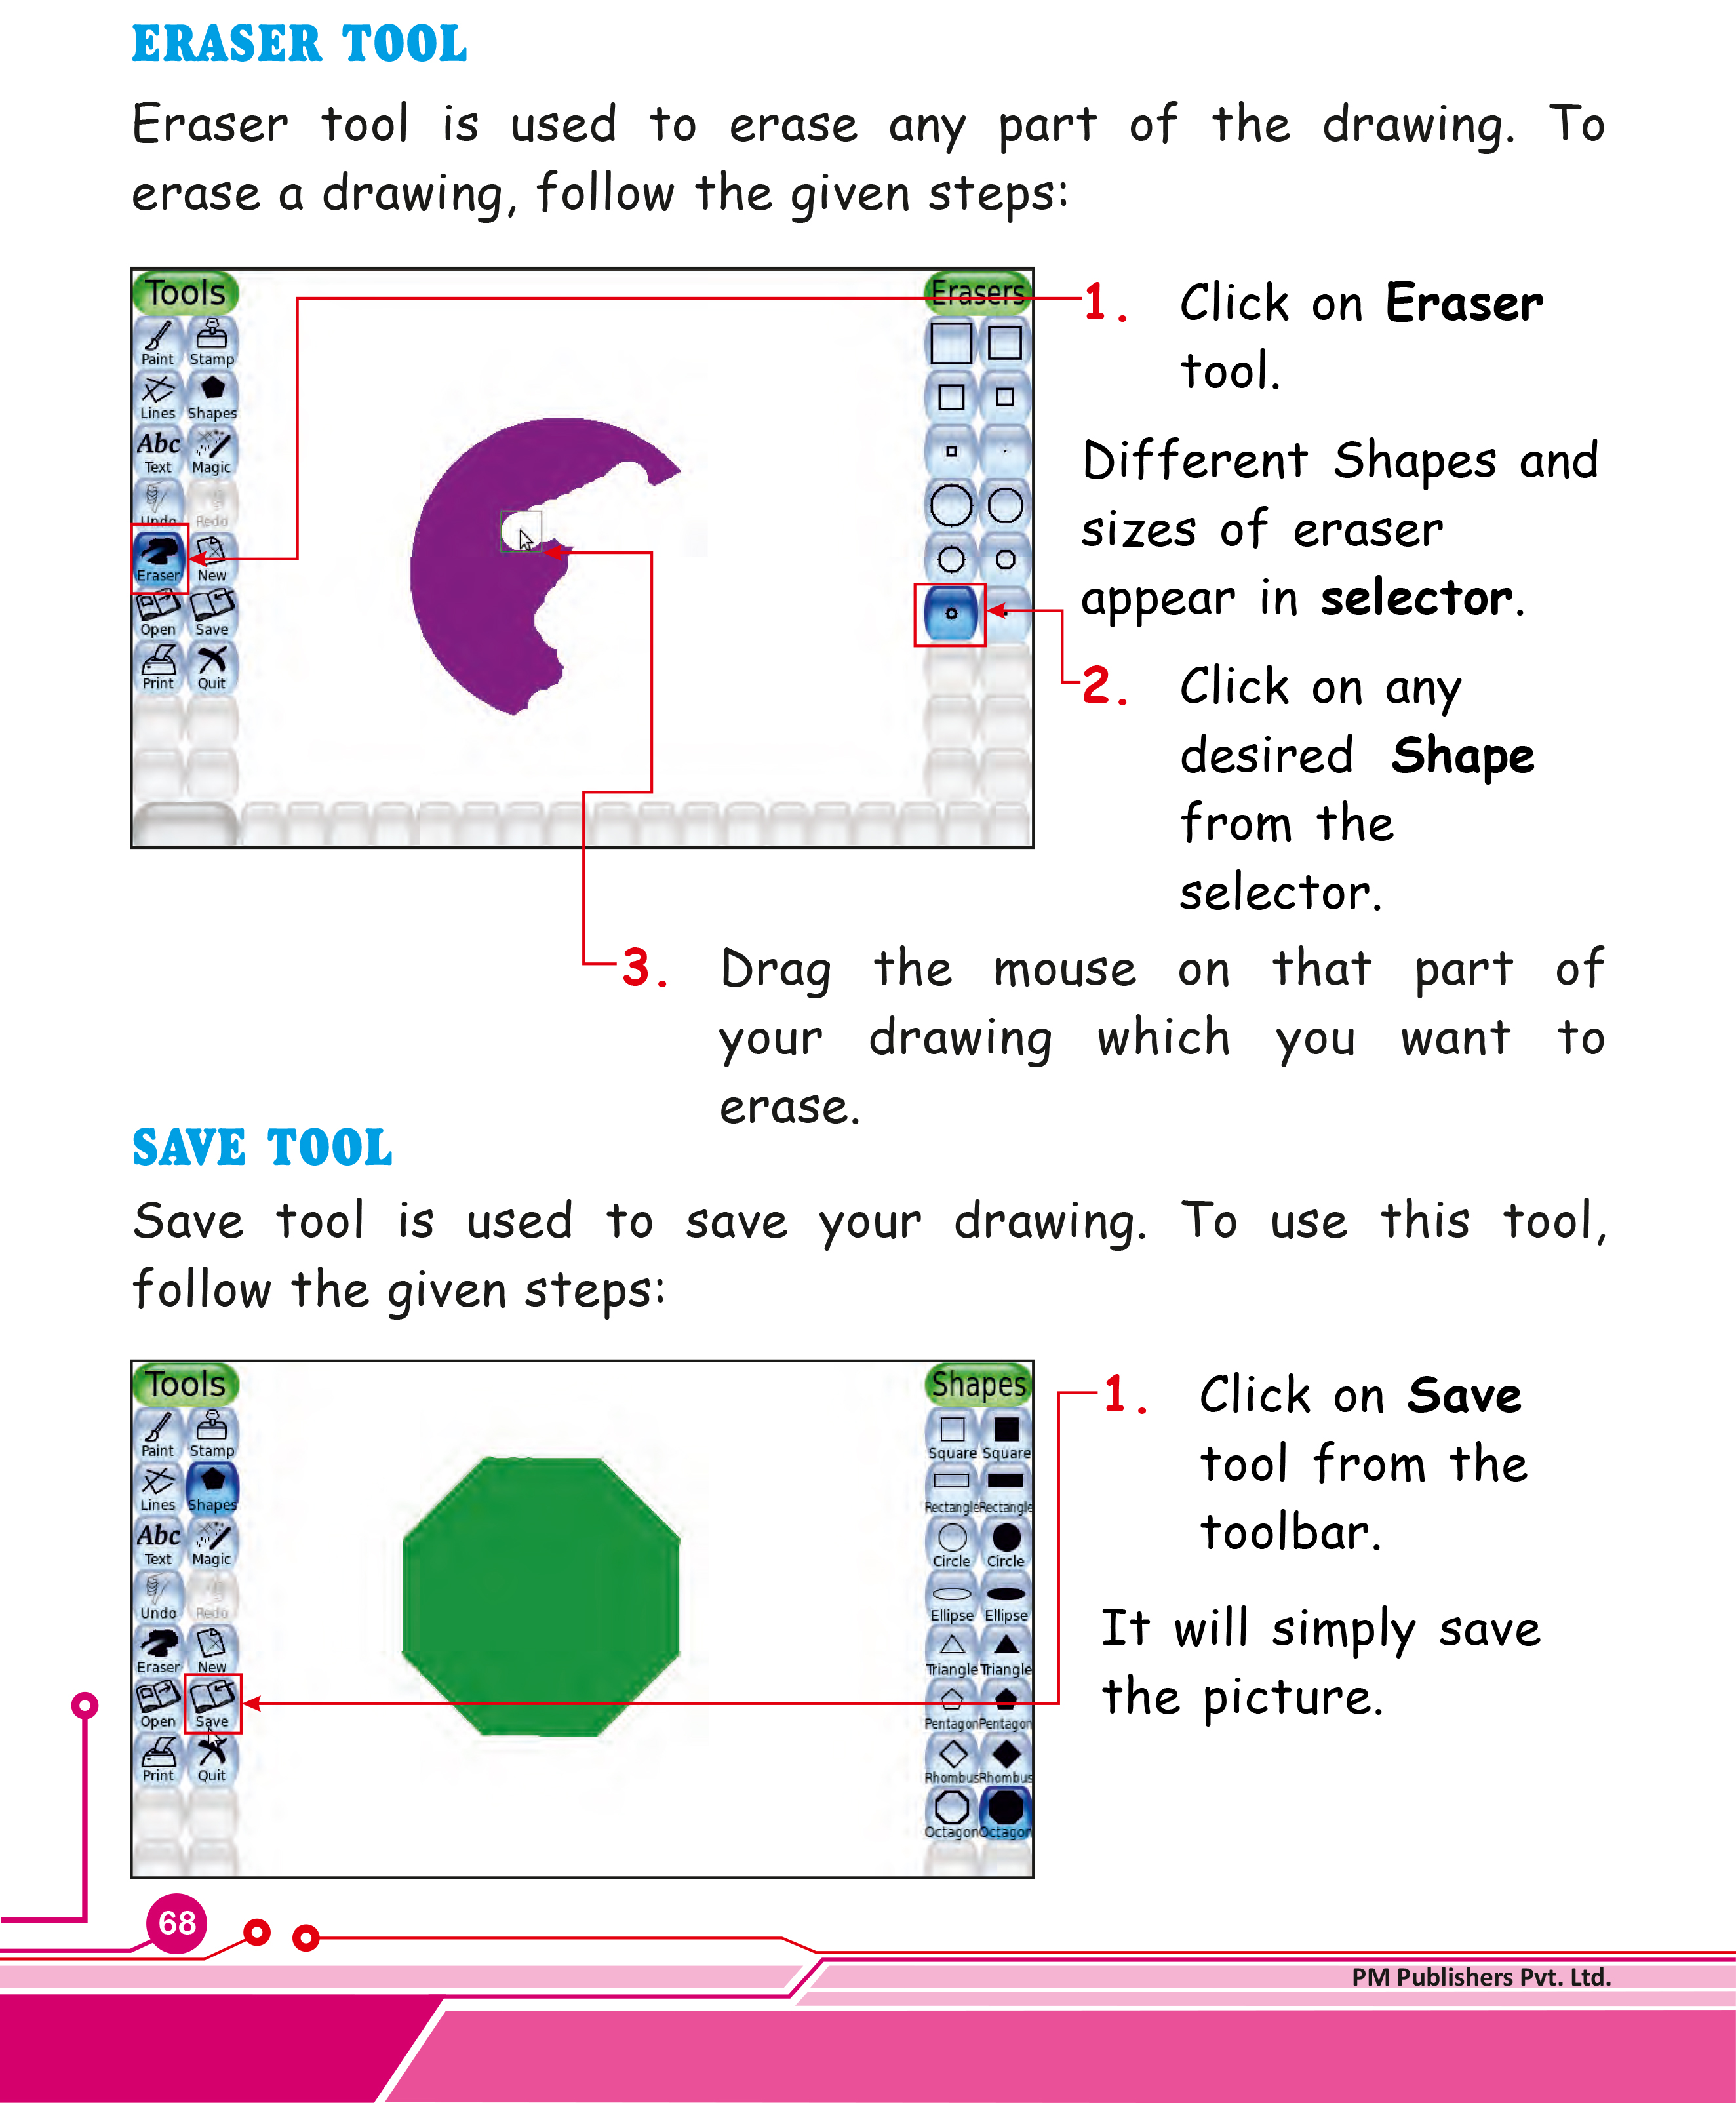 ERASER TOOL
Eraser tool is used to erase any part of the drawing. To
erase a drawing, follow the given steps:
Tools
Paint Stamp
Lines Shapes
Abc
Text Magic
Undo Redo
Eraser New
Open Save
Print Quit
Erasers
1. Click on Eraser
tool.
Different Shapes and
sizes of eraser
appear in selector.
2. Click on any
desired Shape
from the
selector.
3. Drag the mouse on that part of
your drawing which you want to
erase.
SAVE TOOL
Save tool is used to save your drawing. To use this tool,
follow the given steps:
Tools
Paint Stamp
Lines Shapes
Abc
Text Magic
Undo Redo
Eraser New
Open Save
Print Quit
Shapes
Square Square
Rectangle Rectangle
Circle Circle
Ellipse Ellipse
Triangle Triangle
Pentagon Pentagon
Rhombus Rhombus
Octagon Octagon
1. Click on Save
tool from the
toolbar.
It will simply save
the picture.
68
PM Publishers Pvt. Ltd.